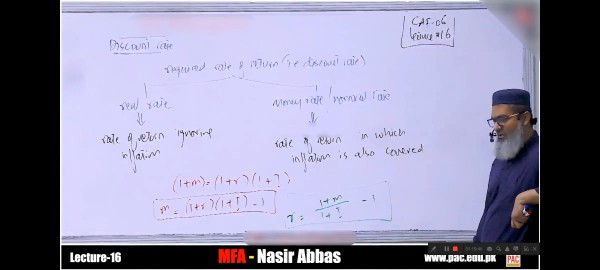 Discount rate
CAF-06
Lecture #16
Required rate of return (i.e discount rate)
real rate
Money rate / nominal rate
rate of return ignoring
inflation
rate of return in which
inflation is also covered
(1+m) = (1+r) (1+?)
m = (1+r) (1+?) - 1
r = 1+m / 1+? - 1
Lecture-16
MFA - Nasir Abbas
www.pac.edu.pk
PAC